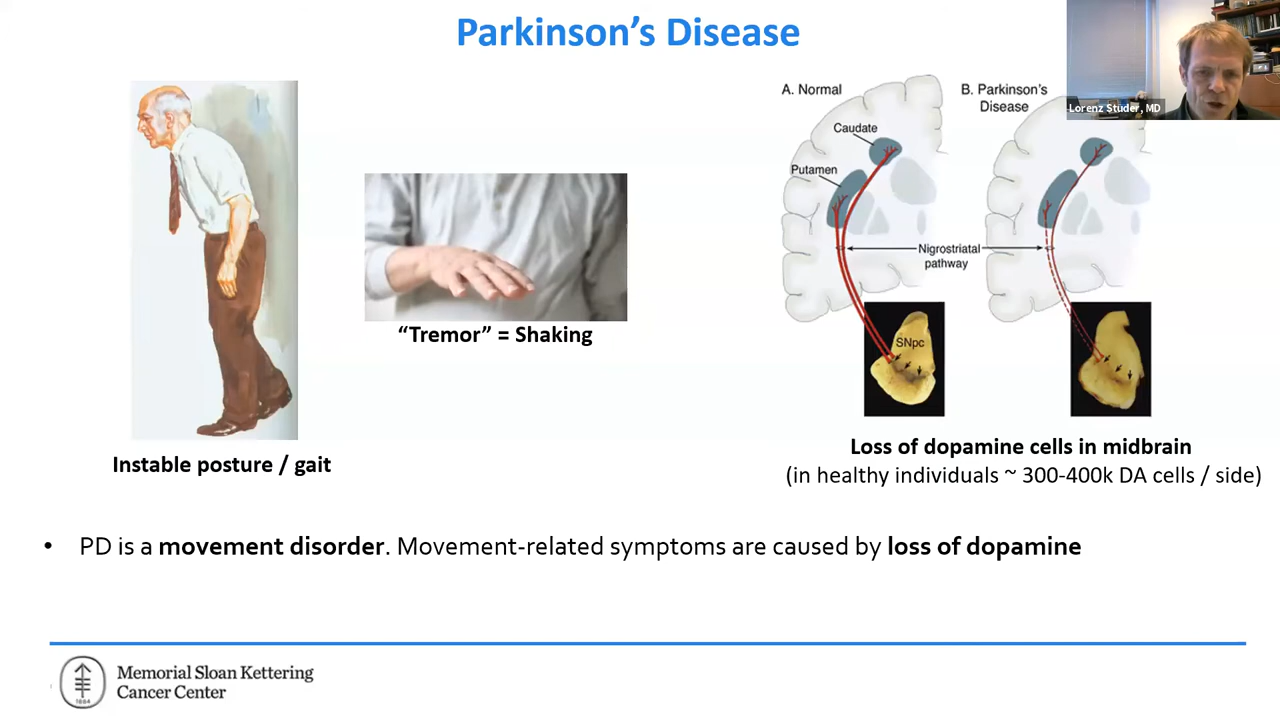 Parkinson's Disease
Lorenz Studer, MD
A. Normal
B. Parkinson's
Disease
Caudate
Putamen
Nigrostriatal
pathway
SNpc
“Tremor” = Shaking
Instable posture / gait
Loss of dopamine cells in midbrain
(in healthy individuals ~ 300-400k DA cells / side)
• PD is a movement disorder. Movement-related symptoms are caused by loss of dopamine
Memorial Sloan Kettering
Cancer Center
1884